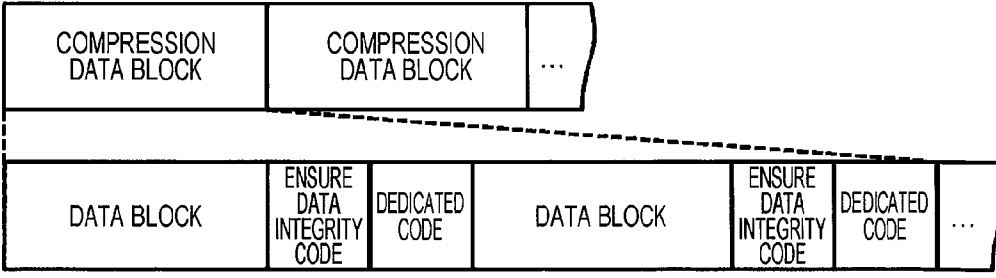 COMPRESSION
DATA BLOCK
COMPRESSION
DATA BLOCK
...
DATA BLOCK
ENSURE
DATA
INTEGRITY
CODE
DEDICATED
CODE
DATA BLOCK
ENSURE
DATA
INTEGRITY
CODE
DEDICATED
CODE
...